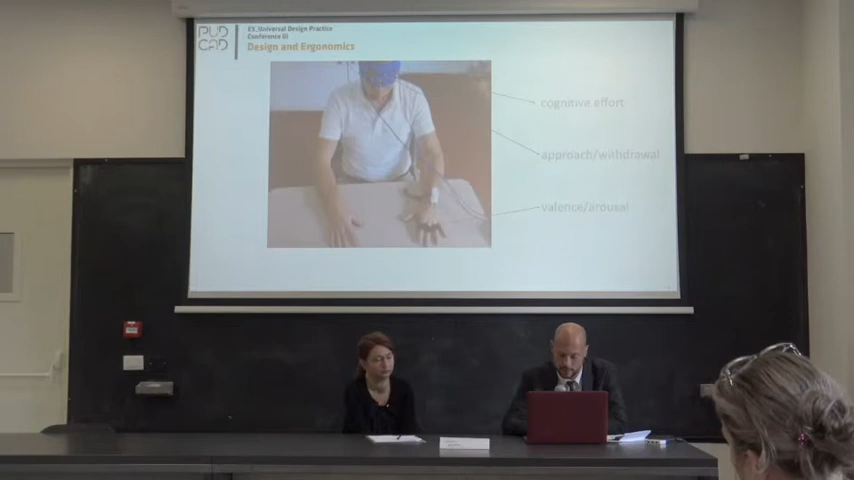 PUD
CAD
EX_Universal Design Practice
Conference III
Design and Ergonomics
cognitive effort
approach/withdrawal
valence/arousal